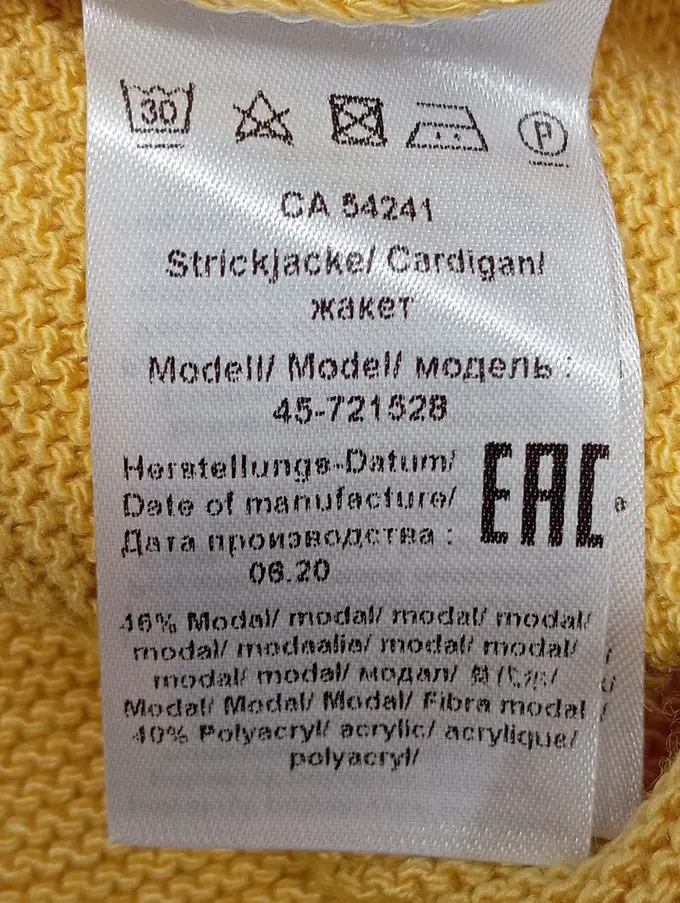 30
P
CA 54241
Strickjacke/ Cardigan/
жакет
Modell/ Model/ модель :
45-721528
Herstellungs-Datum/
Date of manufacture/
Дата производства :
06.20
EAC
a
46% Modal/ modal/ modal/ modal/
modal/ modaalia/ modal/ modal/
modal/ modal/ модал/
Modal/ Modal/ Modal/ Fibra modal
40% Polyacryl/ acrylic/ acrylique/
polyacryl/